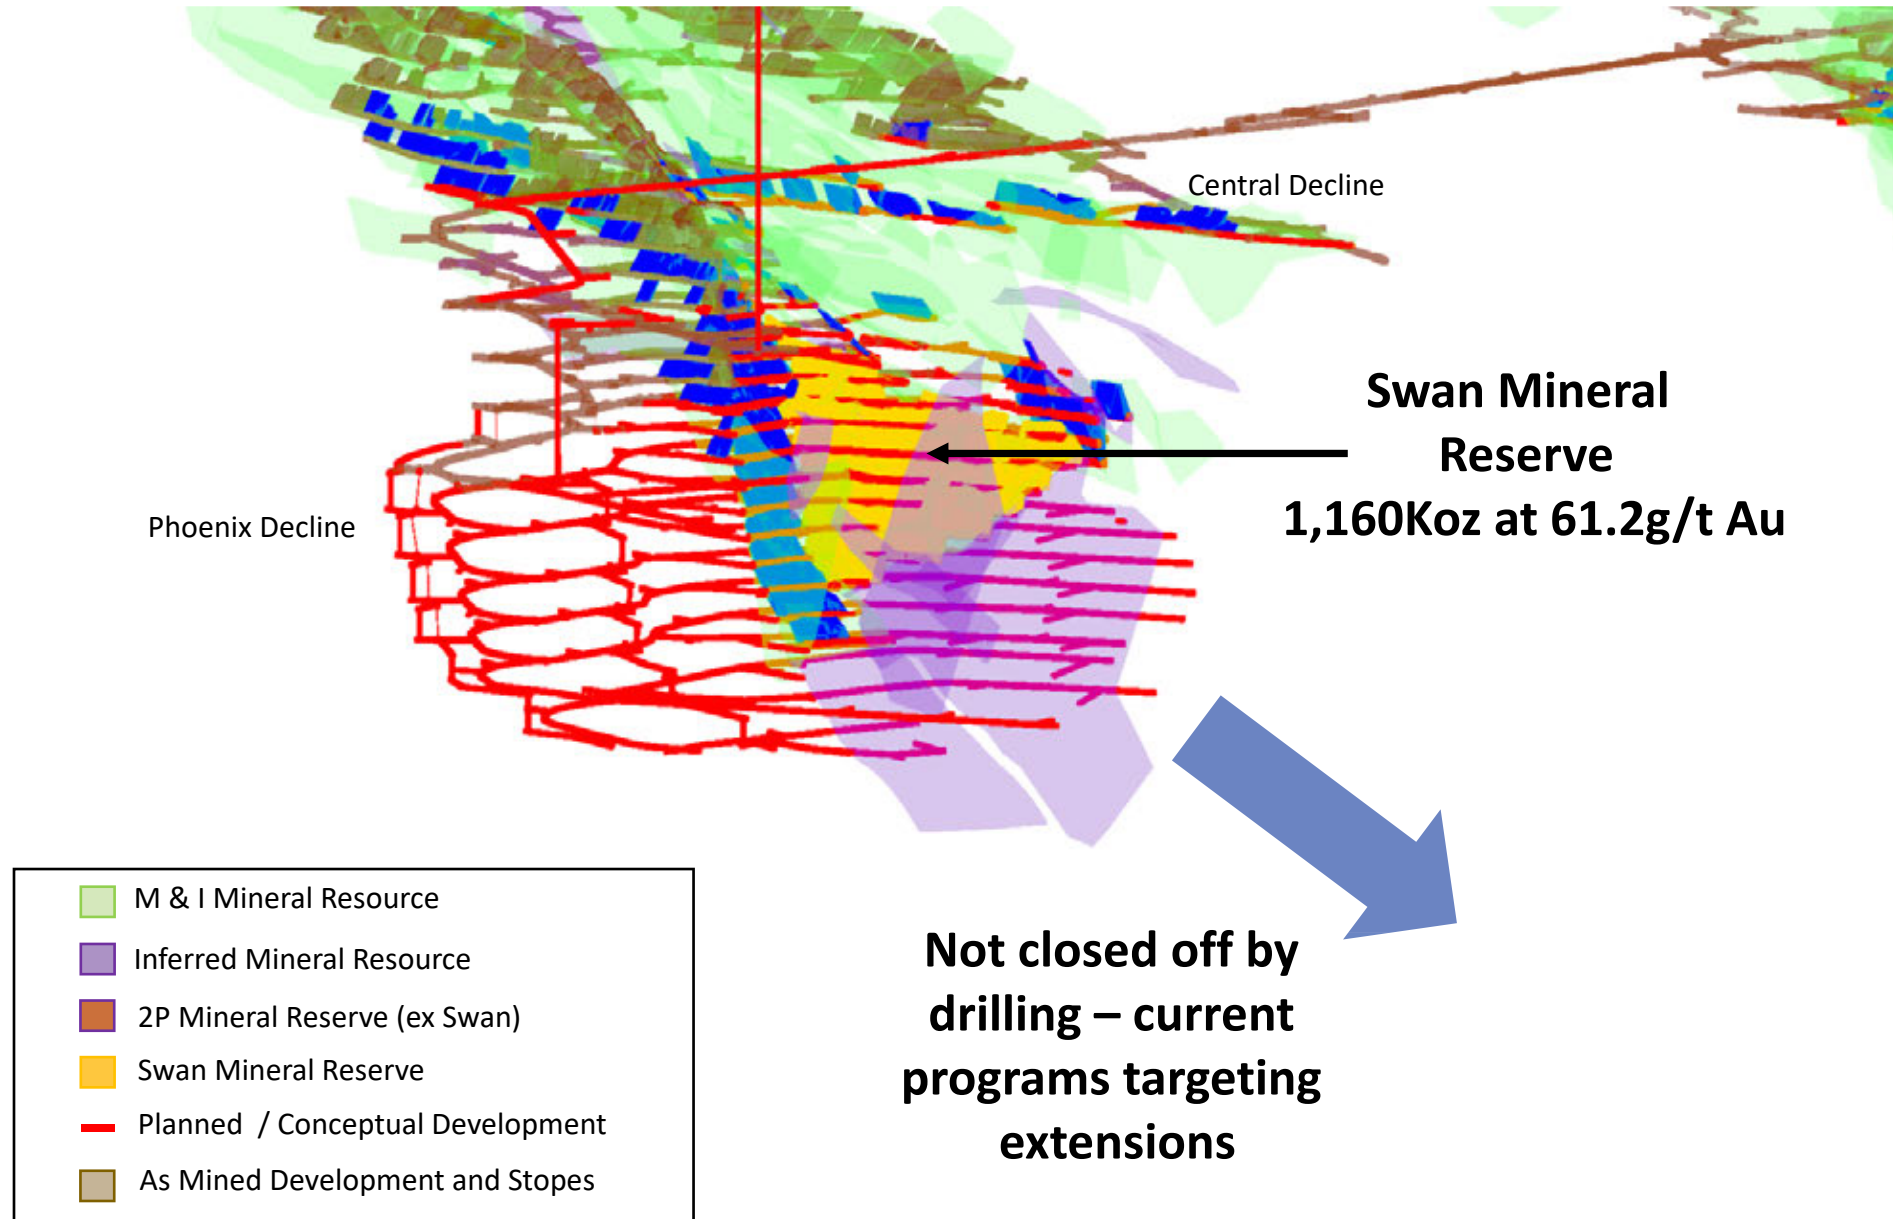 Central Decline
Swan Mineral
Reserve
1,160Koz at 61.2g/t Au
Phoenix Decline
M & I Mineral Resource
Inferred Mineral Resource
2P Mineral Reserve (ex Swan)
Swan Mineral Reserve
Planned / Conceptual Development
As Mined Development and Stopes
Not closed off by
drilling – current
programs targeting
extensions